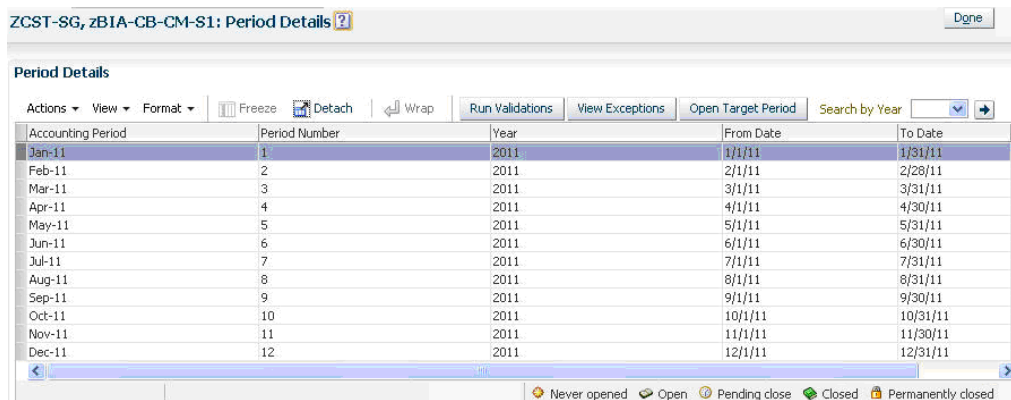 ZCST-SG, zBIA-CB-CM-S1: Period Details ?
Done
Period Details
Actions View Format Freeze Detach Wrap Run Validations View Exceptions Open Target Period Search by Year
Accounting Period Period Number Year From Date To Date
Jan-11 1 2011 1/1/11 1/31/11
Feb-11 2 2011 2/1/11 2/28/11
Mar-11 3 2011 3/1/11 3/31/11
Apr-11 4 2011 4/1/11 4/30/11
May-11 5 2011 5/1/11 5/31/11
Jun-11 6 2011 6/1/11 6/30/11
Jul-11 7 2011 7/1/11 7/31/11
Aug-11 8 2011 8/1/11 8/31/11
Sep-11 9 2011 9/1/11 9/30/11
Oct-11 10 2011 10/1/11 10/31/11
Nov-11 11 2011 11/1/11 11/30/11
Dec-11 12 2011 12/1/11 12/31/11
Never opened Open Pending close Closed Permanently closed